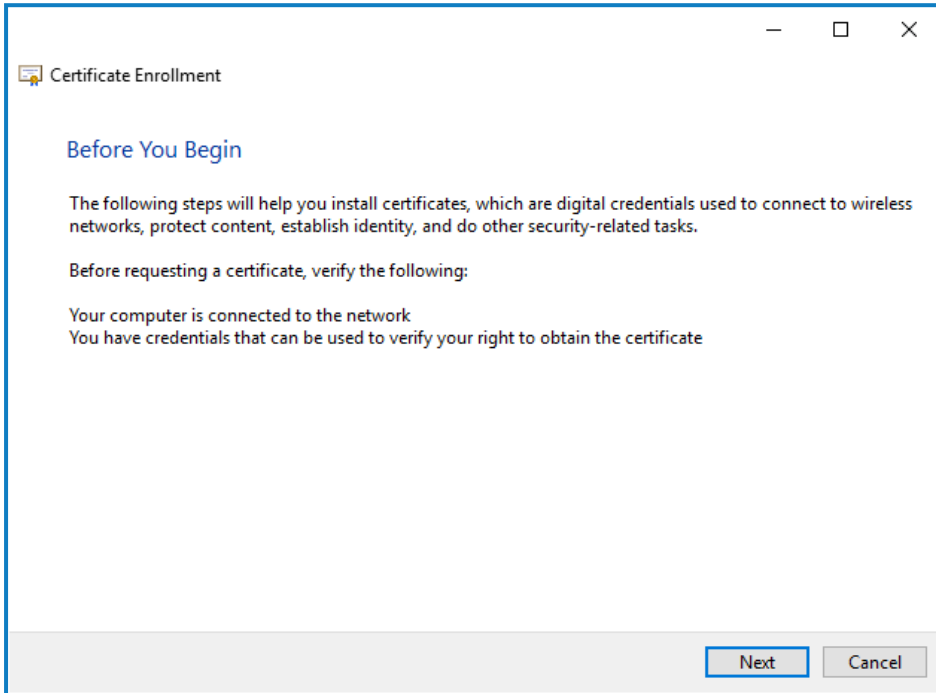 Certificate Enrollment
Before You Begin
The following steps will help you install certificates, which are digital credentials used to connect to wireless
networks, protect content, establish identity, and do other security-related tasks.
Before requesting a certificate, verify the following:
Your computer is connected to the network
You have credentials that can be used to verify your right to obtain the certificate
Next
Cancel